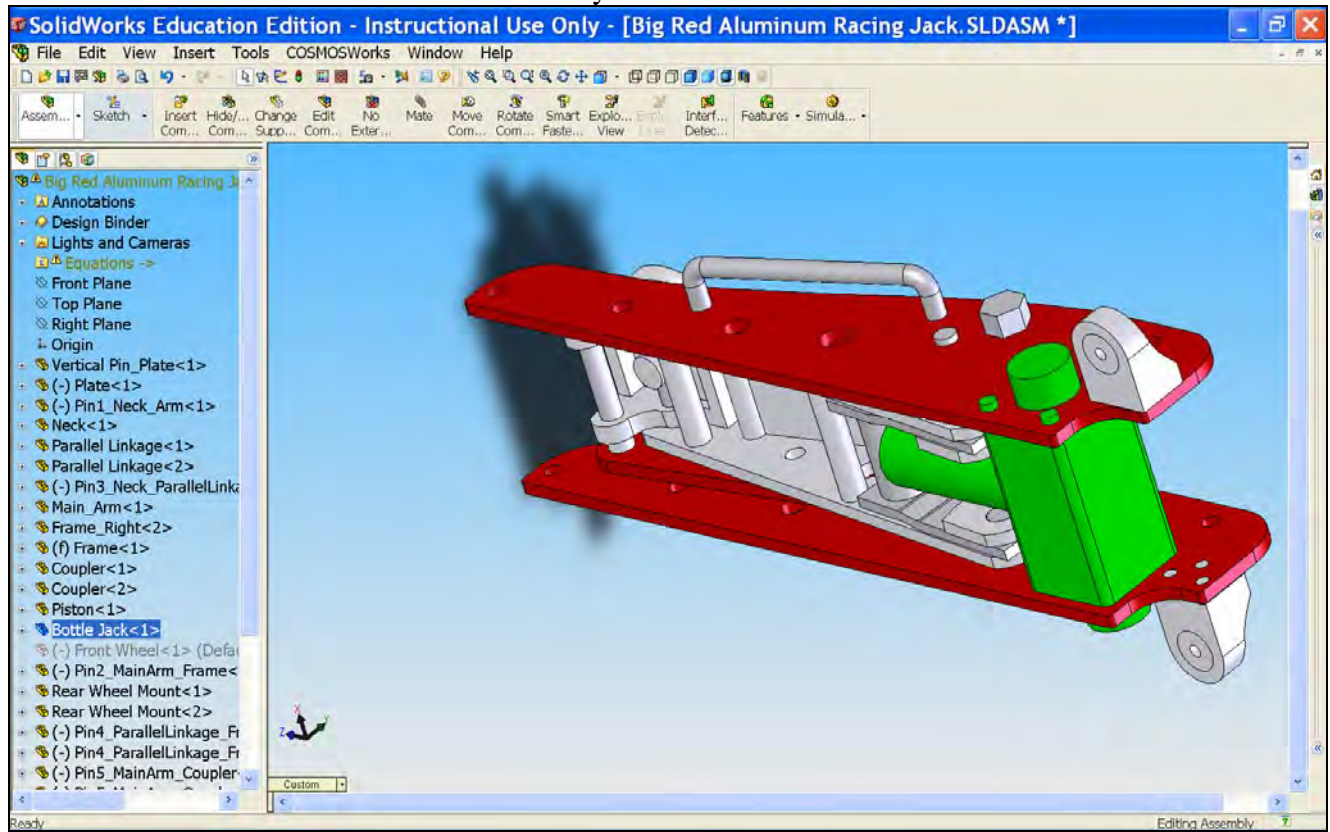 SolidWorks Education Edition - Instructional Use Only - [Big Red Aluminum Racing Jack.SLDASM *]
File Edit View Insert Tools COSMOSWorks Window Help
Assem... Sketch Insert Hide/... Change Edit No Mate Move Rotate Smart Explo... Interf... Features Simula...
Com... Com... Supp... Com... Exter... Com... Com... Faste... View Detec...
Big Red Aluminum Racing J
Annotations
Design Binder
Lights and Cameras
Equations ->
Front Plane
Top Plane
Right Plane
Origin
Vertical Pin_Plate<1>
(-) Plate<1>
(-) Pin1_Neck_Arm<1>
Neck<1>
Parallel Linkage<1>
Parallel Linkage<2>
(-) Pin3_Neck_ParallelLinka
Main_Arm<1>
Frame_Right<2>
(f) Frame<1>
Coupler<1>
Coupler<2>
Piston<1>
Bottle Jack<1>
(-) Front Wheel<1> (Defau
(-) Pin2_MainArm_Frame<
Rear Wheel Mount<1>
Rear Wheel Mount<2>
(-) Pin4_ParallelLinkage_Fr
(-) Pin4_ParallelLinkage_Fr
(-) Pin5_MainArm_Coupler
X
Y
Z
Custom
Ready Editing Assembly